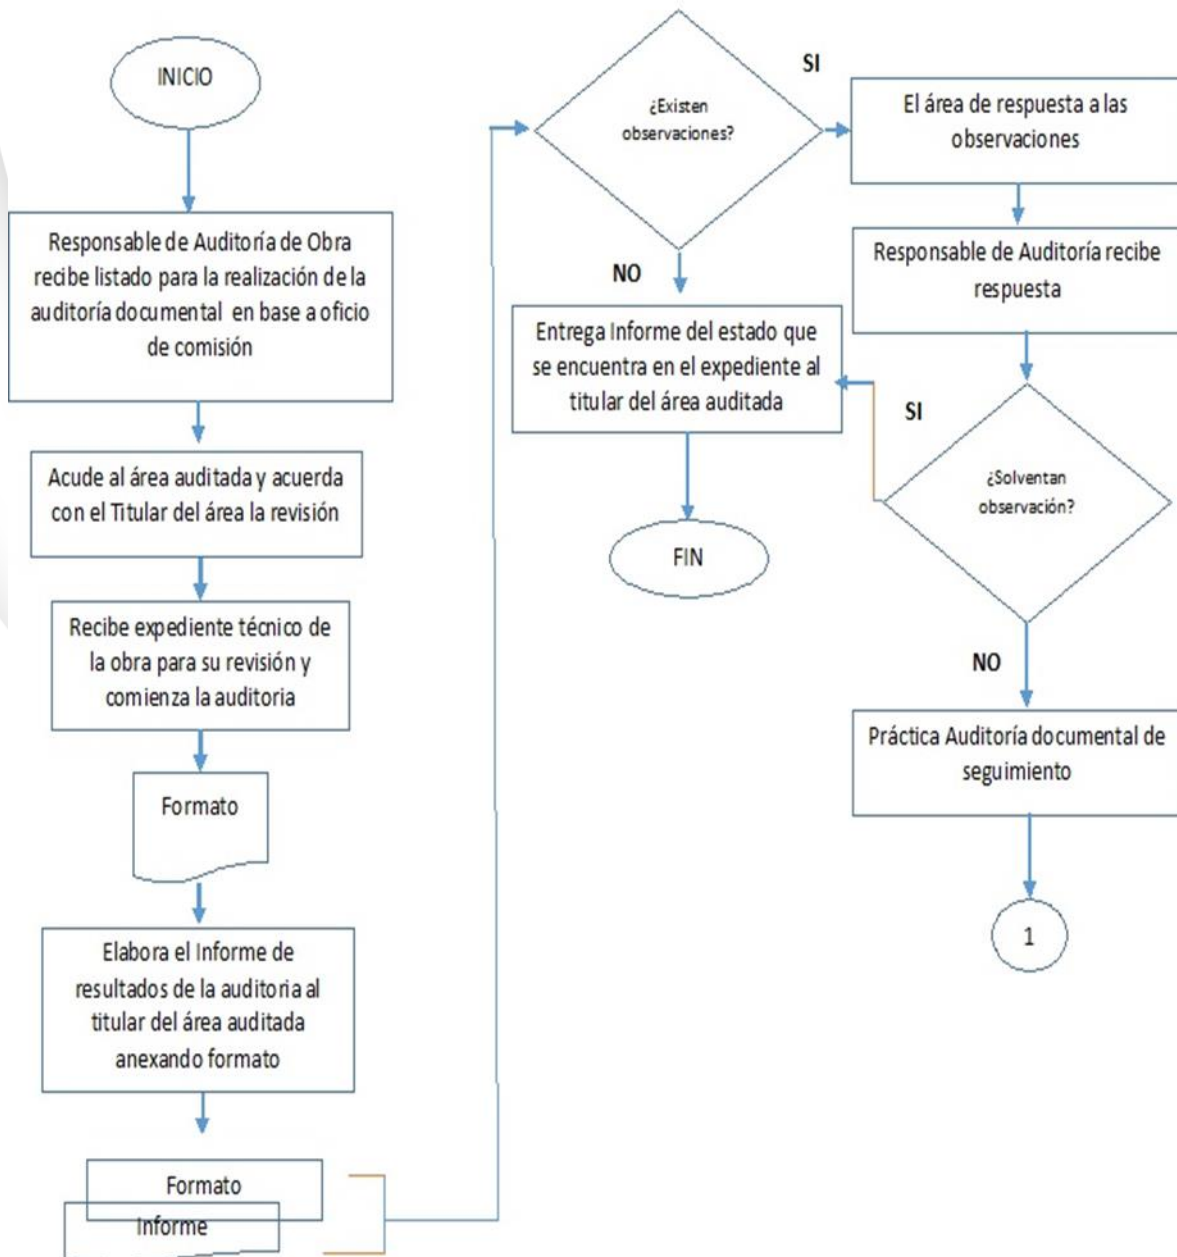 INICIO
Responsable de Auditoría de Obra
recibe listado para la realización de la
auditoría documental en base a oficio
de comisión
Acude al área auditada y acuerda
con el Titular del área la revisión
Recibe expediente técnico de
la obra para su revisión y
comienza la auditoria
Formato
Elabora el Informe de
resultados de la auditoria al
titular del área auditada
anexando formato
Formato
Informe
¿Existen
observaciones?
SI
El área de respuesta a las
observaciones
Responsable de Auditoría recibe
respuesta
NO
Entrega Informe del estado que
se encuentra en el expediente al
titular del área auditada
FIN
SI
¿Solventan
observación?
NO
Práctica Auditoría documental de
seguimiento
1